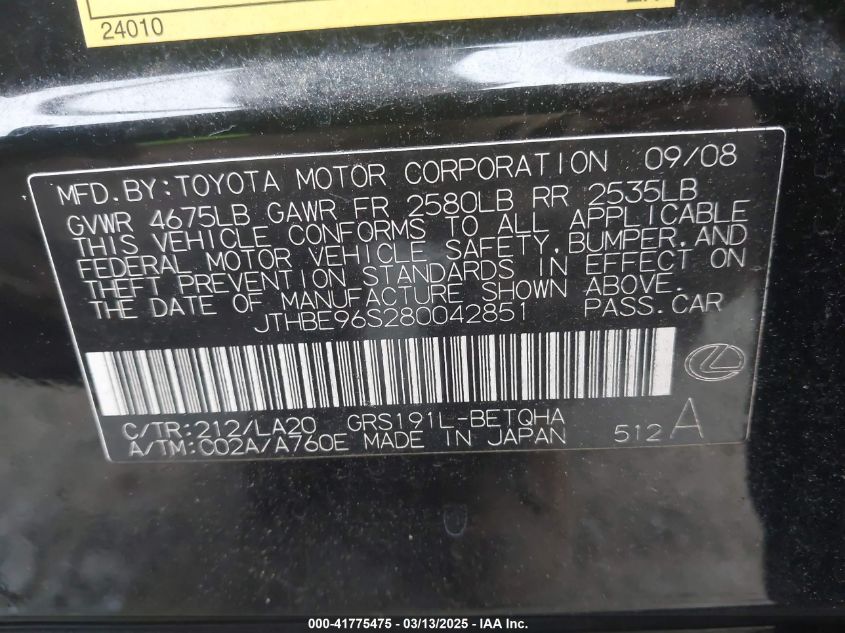 24010
MFD. BY: TOYOTA MOTOR CORPORATION 09/08
GVWR 4675LB GAWR FR 2580LB RR 2535LB
THIS VEHICLE CONFORMS TO ALL APPLICABLE
FEDERAL MOTOR VEHICLE SAFETY, BUMPER, AND
THEFT PREVENTION STANDARDS IN EFFECT ON
THE DATE OF MANUFACTURE SHOWN ABOVE.
JTHBE96S280042851 PASS. CAR
C/TR: 212/LA20 GRS191L-BETQHA
A/TM: C02A/A760E MADE IN JAPAN 512 A
000-41775475 - 03/13/2025 - IAA Inc.